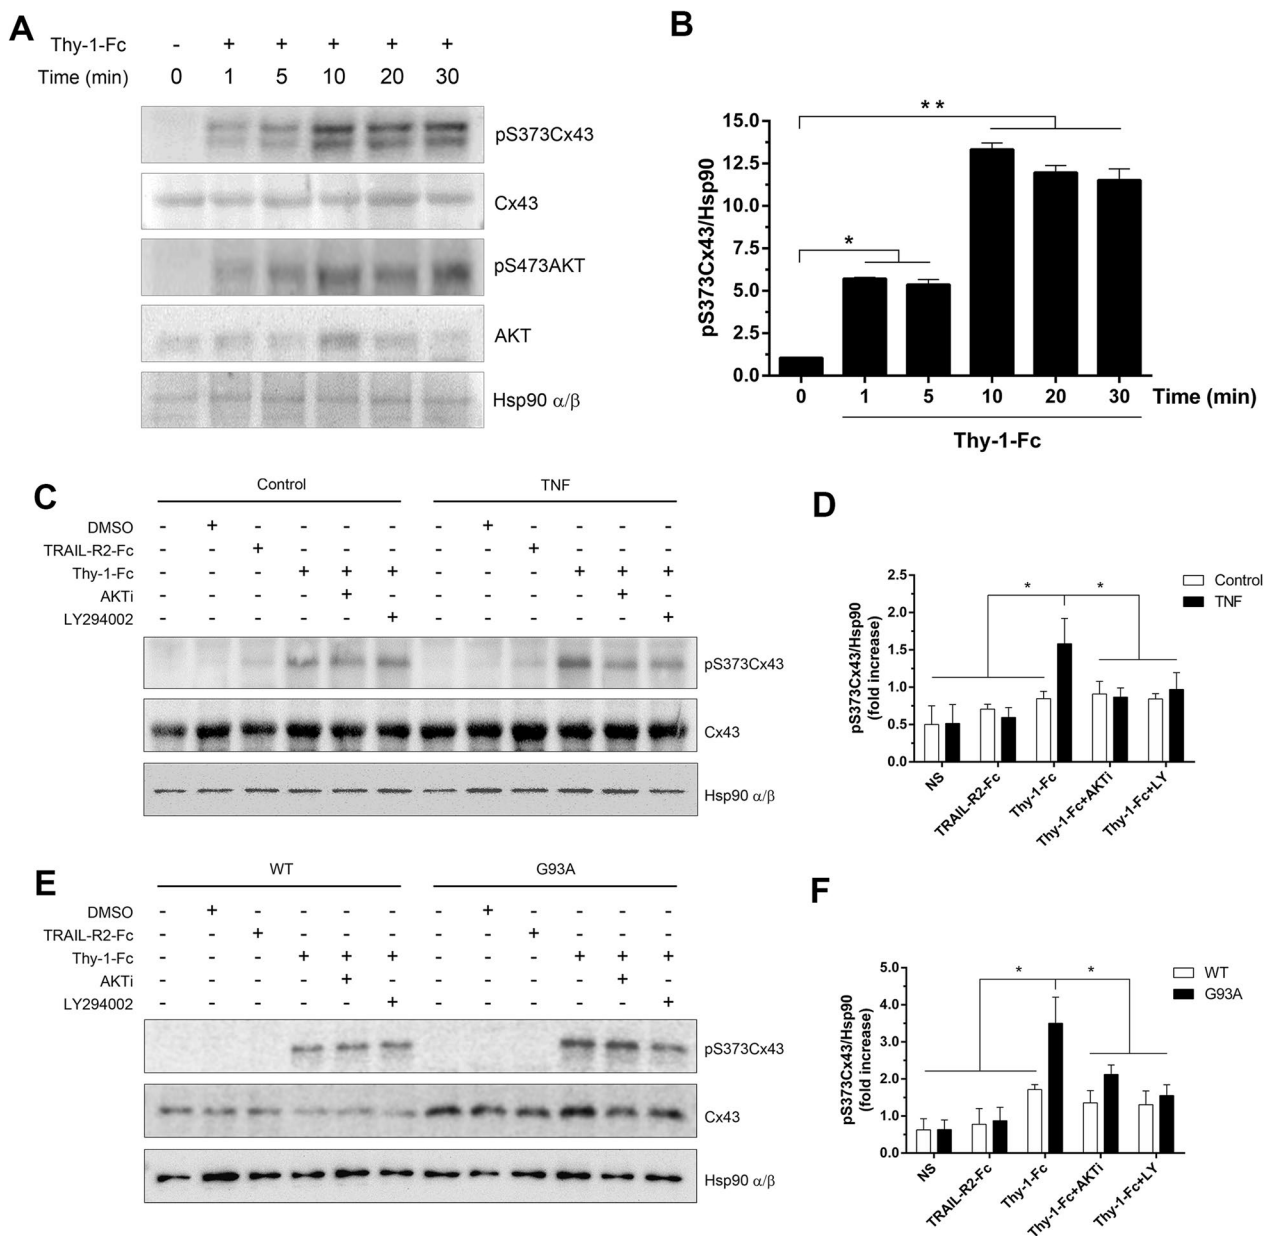 A
Thy-1-Fc - + + + + +
Time (min) 0 1 5 10 20 30
pS373Cx43
Cx43
pS473AKT
AKT
Hsp90 α/β
B
* *
*
pS373Cx43/Hsp90
15.0
12.5
10.0
7.5
5.0
2.5
0.0
0 1 5 10 20 30 Time (min)
Thy-1-Fc
C
Control TNF
DMSO - + - - - - - + - - - -
TRAIL-R2-Fc - - + - - - - - + - - -
Thy-1-Fc - - - + + + - - - + + +
AKTi - - - - + - - - - - + -
LY294002 - - - - - + - - - - - +
pS373Cx43
Cx43
Hsp90 α/β
D
Control
TNF
* *
pS373Cx43/Hsp90
(fold increase)
2.5
2.0
1.5
1.0
0.5
0.0
NS
TRAIL-R2-Fc
Thy-1-Fc
Thy-1-Fc+AKTi
Thy-1-Fc+LY
E
WT G93A
DMSO - + - - - - - + - - - -
TRAIL-R2-Fc - - + - - - - - + - - -
Thy-1-Fc - - - + + + - - - + + +
AKTi - - - - + - - - - - + -
LY294002 - - - - - + - - - - - +
pS373Cx43
Cx43
Hsp90 α/β
F
WT
G93A
* *
pS373Cx43/Hsp90
(fold increase)
5.0
4.0
3.0
2.0
1.0
0.0
NS
TRAIL-R2-Fc
Thy-1-Fc
Thy-1-Fc+AKTi
Thy-1-Fc+LY